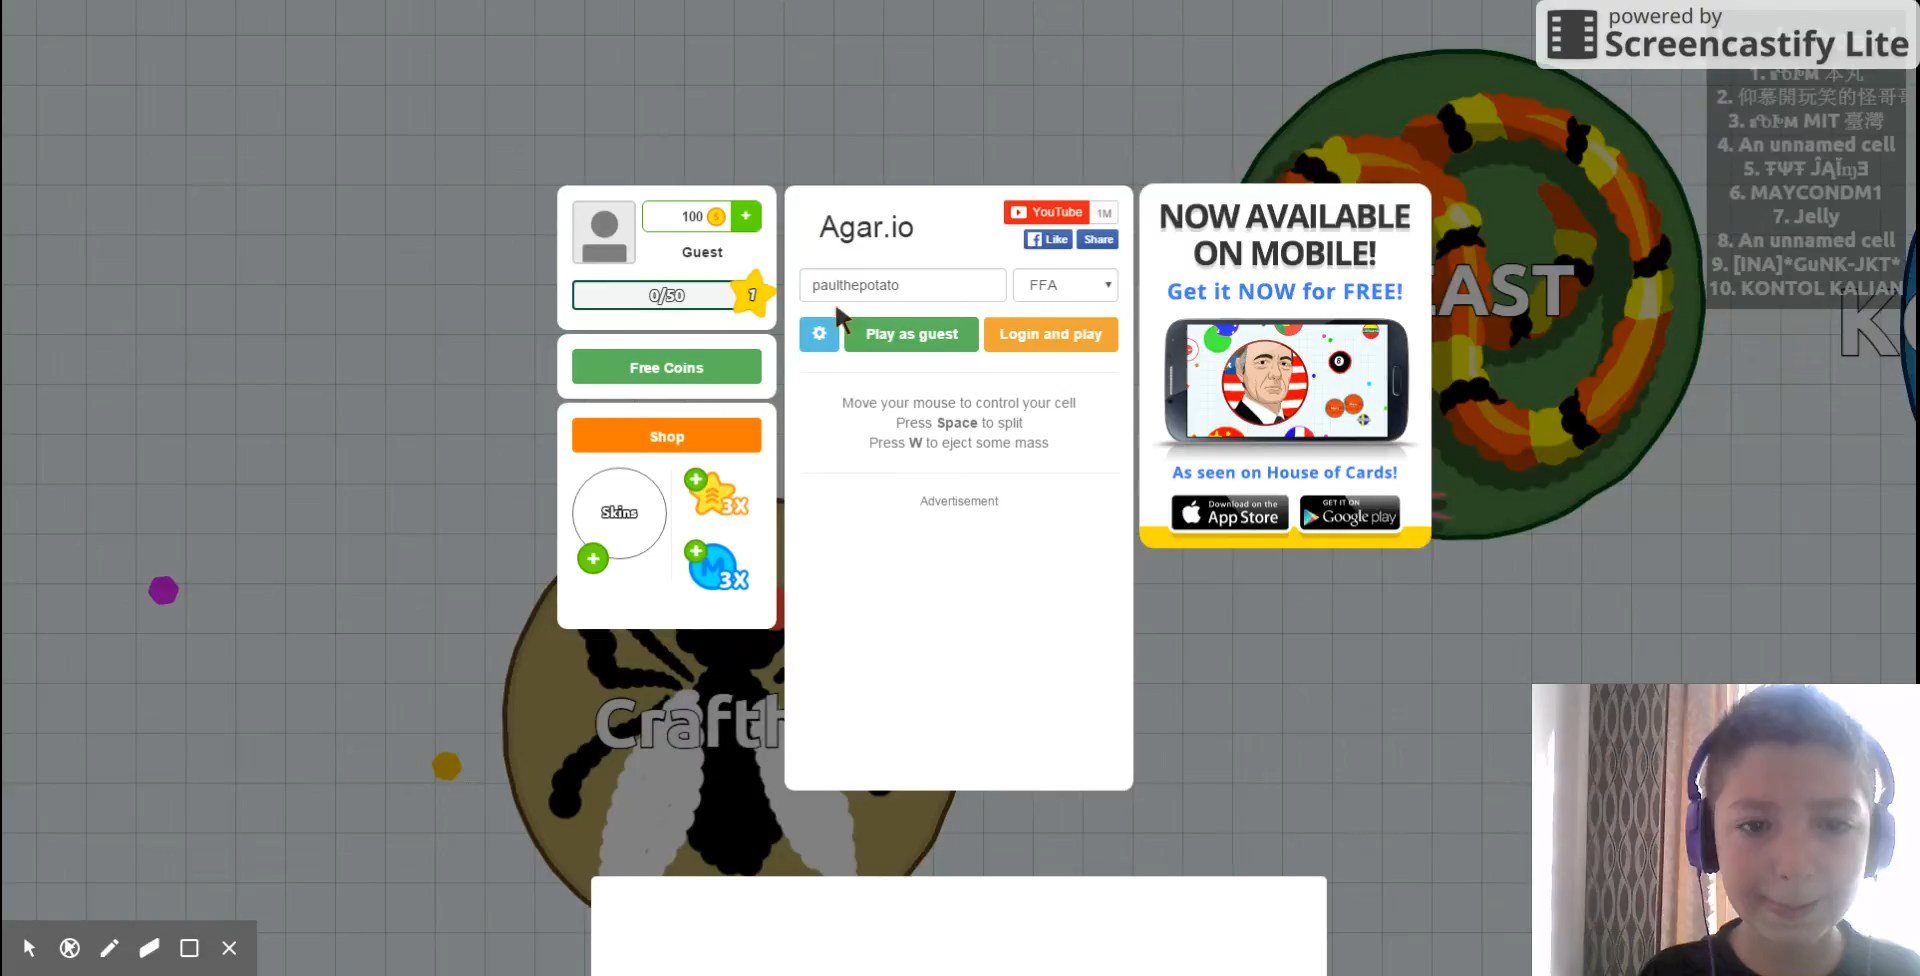 powered by
Screencastify Lite
2. 仰慕開玩笑的怪哥
MIT 臺灣
4. An unnamed cell
6. MAYCONDM1
7. Jelly
8. An unnamed cell
9. [INA]*GuNK-JKT*
10. KONTOL KALIAN
100
Guest
0/50
1
Free Coins
Shop
Skins
3X
M 3X
Agar.io
YouTube 1M
Like Share
paulthepotato
FFA
Play as guest
Login and play
Move your mouse to control your cell
Press Space to split
Press W to eject some mass
Advertisement
NOW AVAILABLE
ON MOBILE!
Get it NOW for FREE!
8
As seen on House of Cards!
Download on the
App Store
GET IT ON
Google play
EAST
K
Crafth